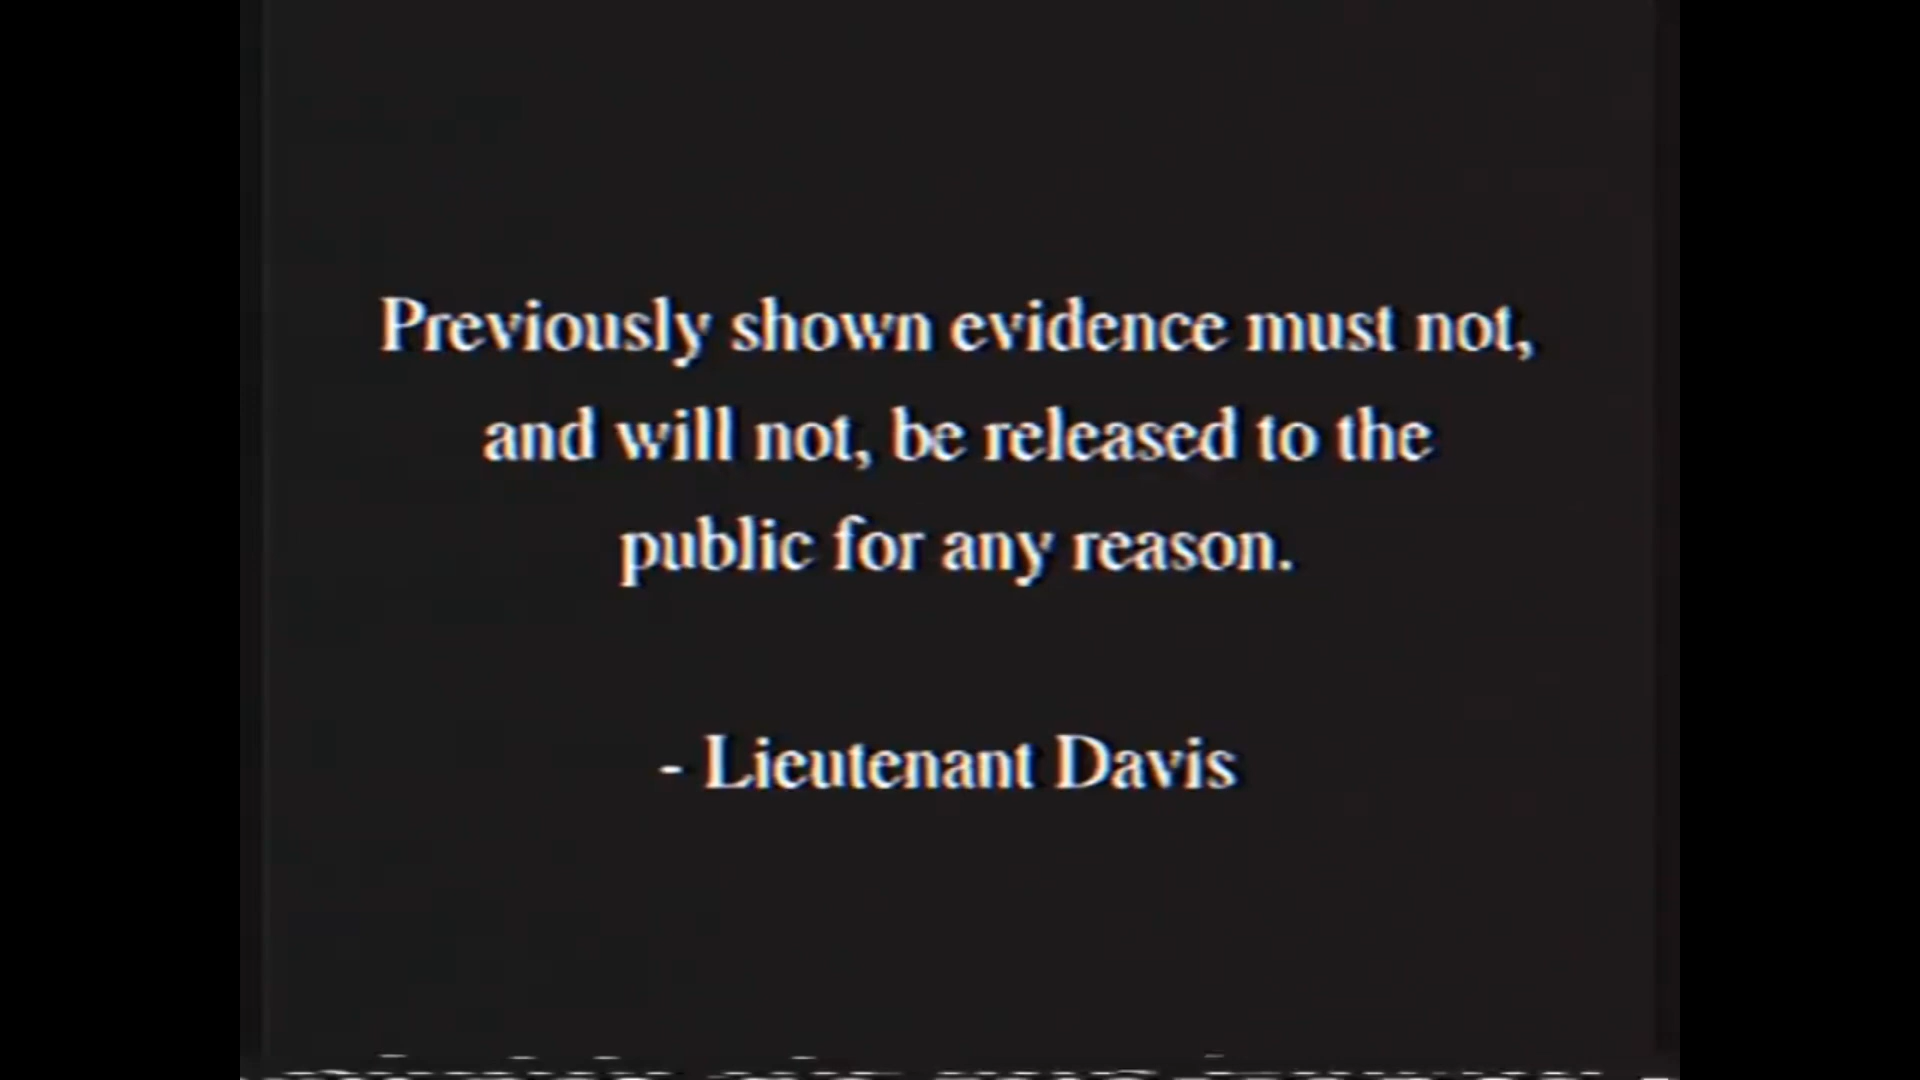 Previously shown evidence must not,
and will not, be released to the
public for any reason.
- Lieutenant Davis